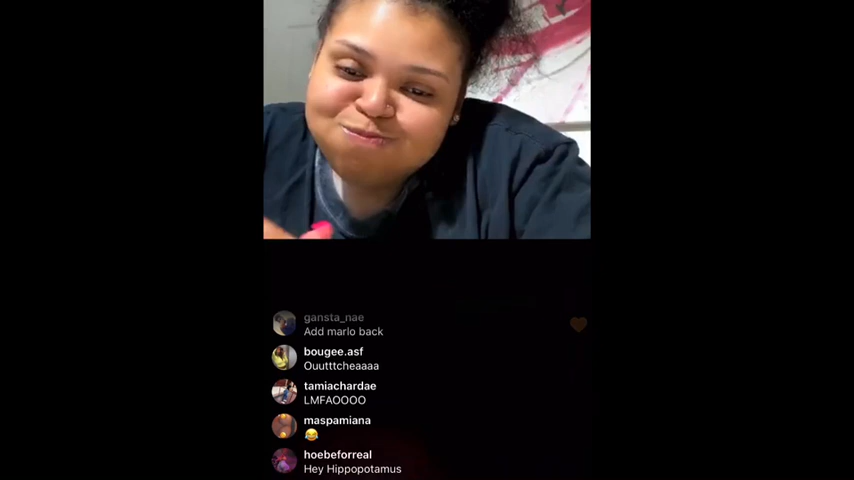 gansta_nae
Add marlo back
bougee.asf
Ouutttcheaaaa
tamiachardae
LMFAOOOO
maspamiana
😂
hoebeforreal
Hey Hippopotamus